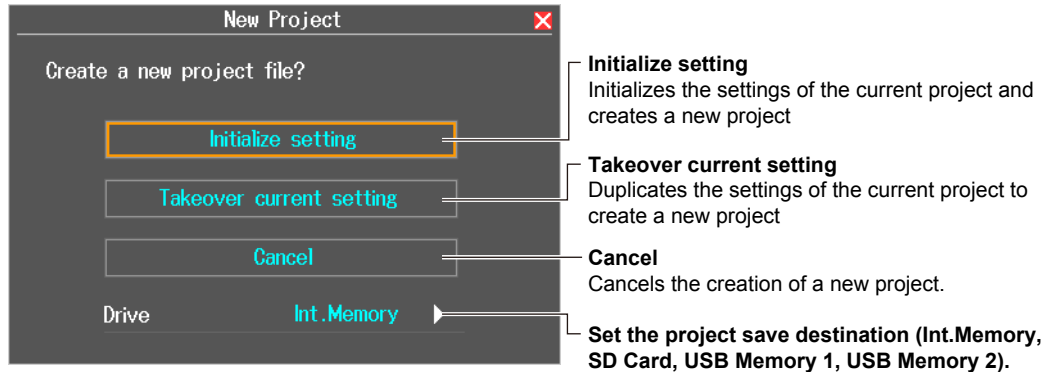 New Project
Create a new project file?
Initialize setting
Takeover current setting
Cancel
Drive Int.Memory
Initialize setting
Initializes the settings of the current project and
creates a new project
Takeover current setting
Duplicates the settings of the current project to
create a new project
Cancel
Cancels the creation of a new project.
Set the project save destination (Int.Memory,
SD Card, USB Memory 1, USB Memory 2).